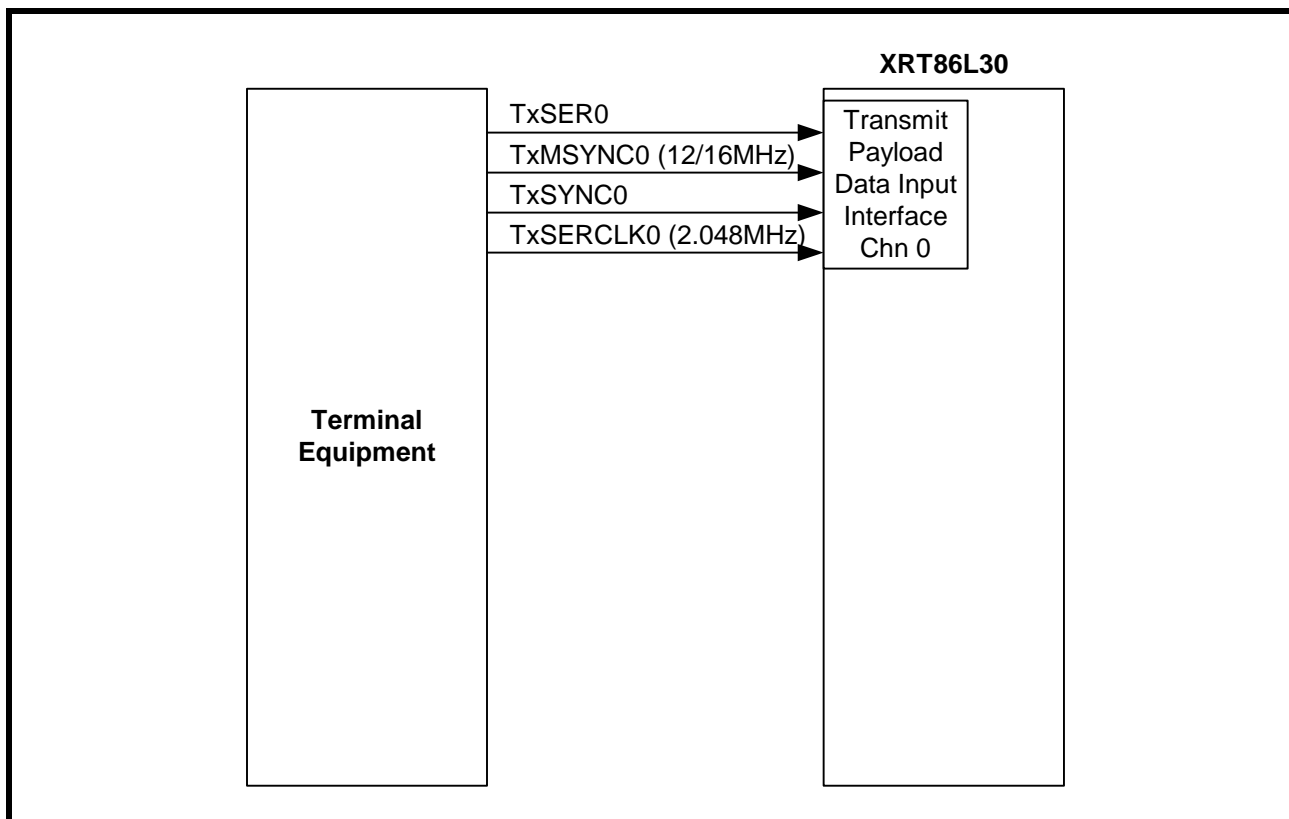 XRT86L30
TxSER0
TxMSYNC0 (12/16MHz)
TxSYNC0
TxSERCLK0 (2.048MHz)
Transmit
Payload
Data Input
Interface
Chn 0
Terminal
Equipment